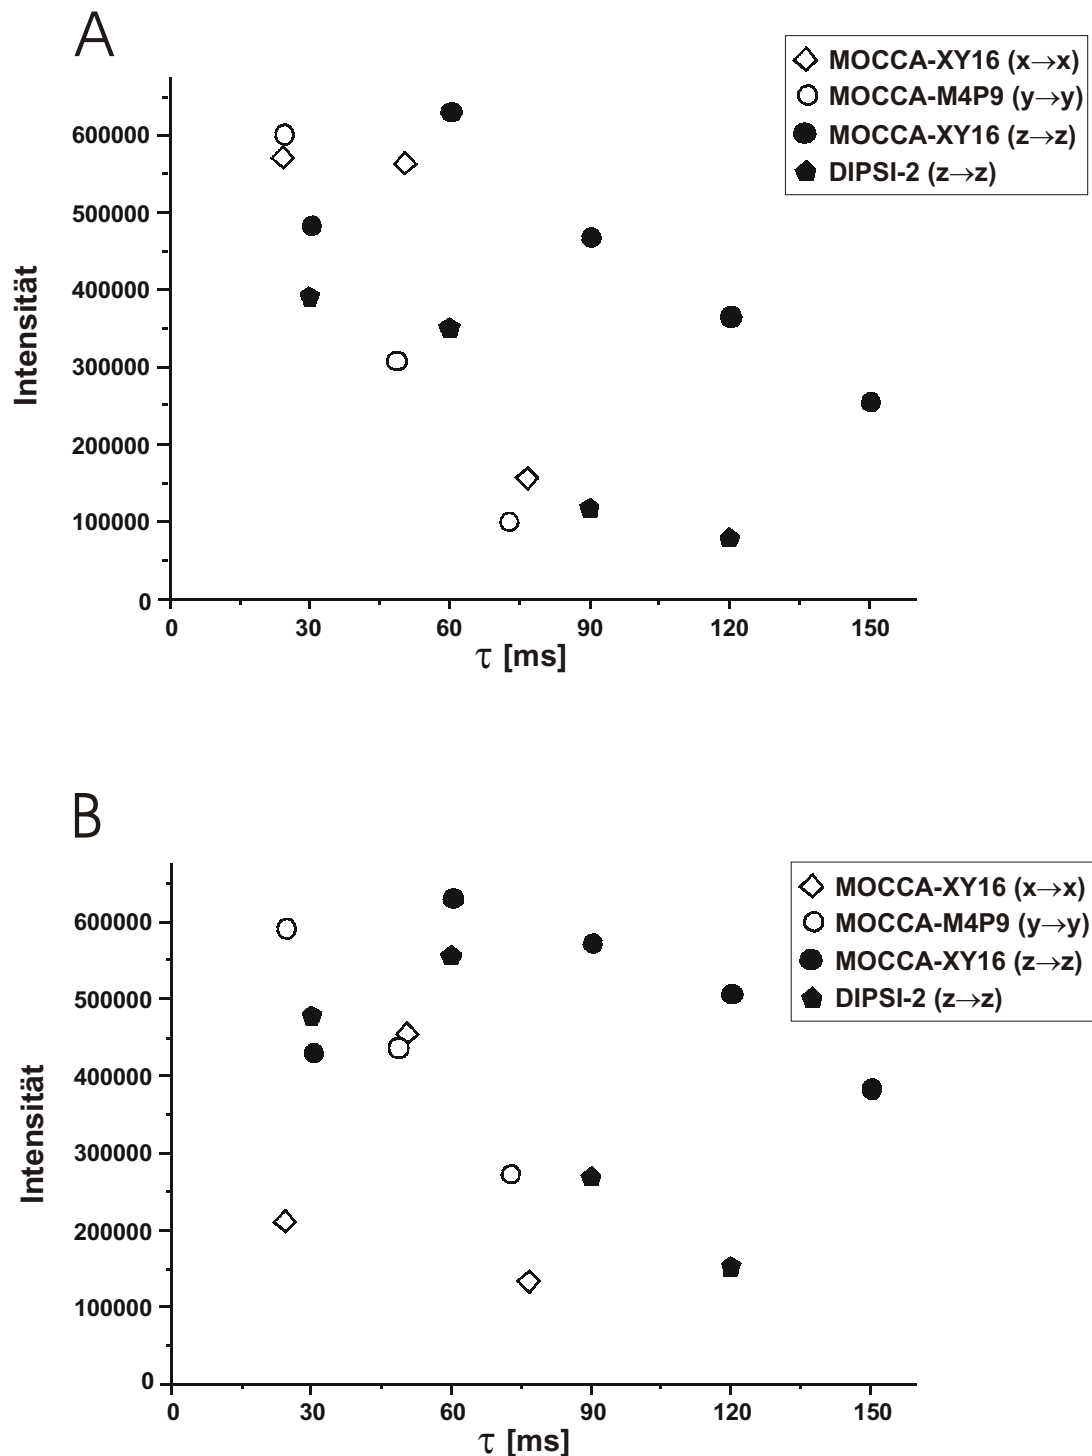 A
MOCCA-XY16 (x→x)
MOCCA-M4P9 (y→y)
MOCCA-XY16 (z→z)
DIPSI-2 (z→z)
Intensität
600000
500000
400000
300000
200000
100000
0
0 30 60 90 120 150
τ [ms]
B
MOCCA-XY16 (x→x)
MOCCA-M4P9 (y→y)
MOCCA-XY16 (z→z)
DIPSI-2 (z→z)
Intensität
600000
500000
400000
300000
200000
100000
0
0 30 60 90 120 150
τ [ms]